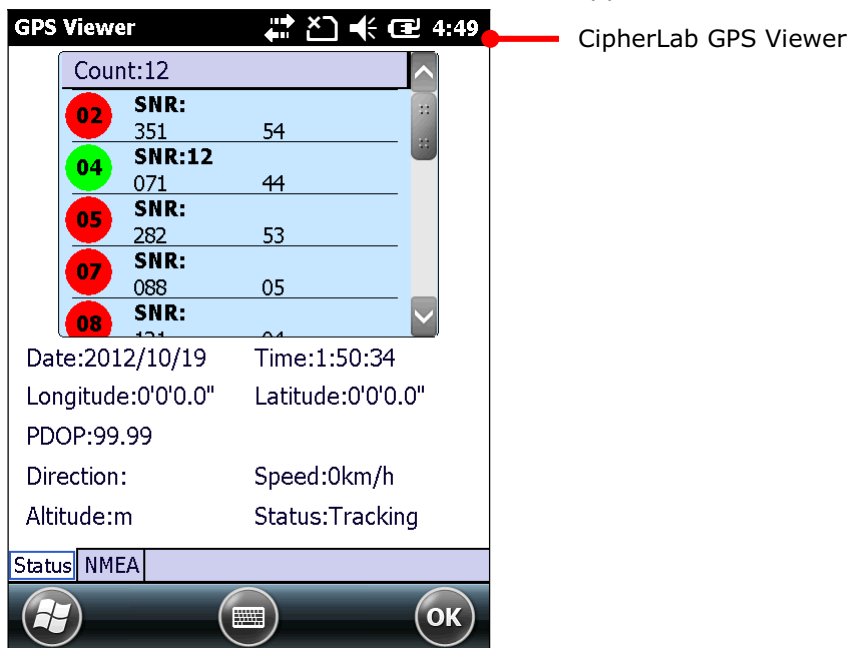 GPS Viewer 4:49
CipherLab GPS Viewer
Count:12
02 SNR:
351 54
04 SNR:12
071 44
05 SNR:
282 53
07 SNR:
088 05
08 SNR:
Date:2012/10/19 Time:1:50:34
Longitude:0'0'0.0" Latitude:0'0'0.0"
PDOP:99.99
Direction: Speed:0km/h
Altitude:m Status:Tracking
Status NMEA
OK